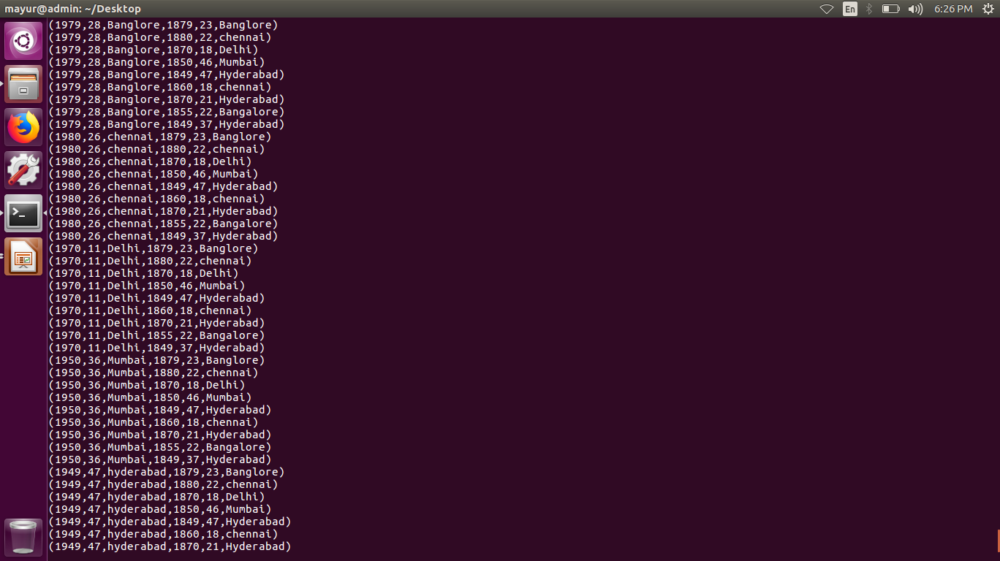 mayur@admin: ~/Desktop
En
6:26 PM
(1979,28,Banglore,1879,23,Banglore)
(1979,28,Banglore,1880,22,chennai)
(1979,28,Banglore,1870,18,Delhi)
(1979,28,Banglore,1850,46,Mumbai)
(1979,28,Banglore,1849,47,Hyderabad)
(1979,28,Banglore,1860,18,chennai)
(1979,28,Banglore,1870,21,Hyderabad)
(1979,28,Banglore,1855,22,Bangalore)
(1979,28,Banglore,1849,37,Hyderabad)
(1980,26,chennai,1879,23,Banglore)
(1980,26,chennai,1880,22,chennai)
(1980,26,chennai,1870,18,Delhi)
(1980,26,chennai,1850,46,Mumbai)
(1980,26,chennai,1849,47,Hyderabad)
(1980,26,chennai,1860,18,chennai)
(1980,26,chennai,1870,21,Hyderabad)
(1980,26,chennai,1855,22,Bangalore)
(1980,26,chennai,1849,37,Hyderabad)
(1970,11,Delhi,1879,23,Banglore)
(1970,11,Delhi,1880,22,chennai)
(1970,11,Delhi,1870,18,Delhi)
(1970,11,Delhi,1850,46,Mumbai)
(1970,11,Delhi,1849,47,Hyderabad)
(1970,11,Delhi,1860,18,chennai)
(1970,11,Delhi,1870,21,Hyderabad)
(1970,11,Delhi,1855,22,Bangalore)
(1970,11,Delhi,1849,37,Hyderabad)
(1950,36,Mumbai,1879,23,Banglore)
(1950,36,Mumbai,1880,22,chennai)
(1950,36,Mumbai,1870,18,Delhi)
(1950,36,Mumbai,1850,46,Mumbai)
(1950,36,Mumbai,1849,47,Hyderabad)
(1950,36,Mumbai,1860,18,chennai)
(1950,36,Mumbai,1870,21,Hyderabad)
(1950,36,Mumbai,1855,22,Bangalore)
(1950,36,Mumbai,1849,37,Hyderabad)
(1949,47,hyderabad,1879,23,Banglore)
(1949,47,hyderabad,1880,22,chennai)
(1949,47,hyderabad,1870,18,Delhi)
(1949,47,hyderabad,1850,46,Mumbai)
(1949,47,hyderabad,1849,47,Hyderabad)
(1949,47,hyderabad,1860,18,chennai)
(1949,47,hyderabad,1870,21,Hyderabad)